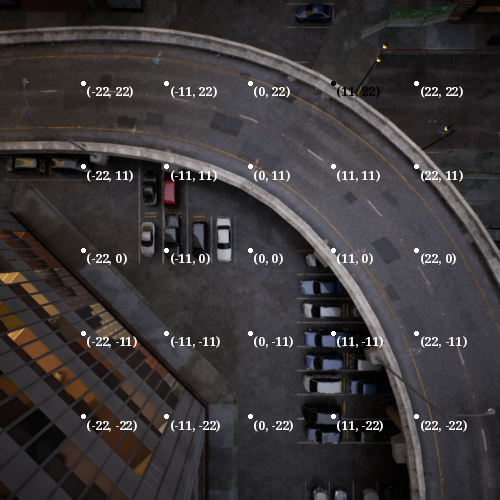 (-22, 22) (-11, 22) (0, 22) (11, 22) (22, 22)
(-22, 11) (-11, 11) (0, 11) (11, 11) (22, 11)
(-22, 0) (-11, 0) (0, 0) (11, 0) (22, 0)
(-22, -11) (-11, -11) (0, -11) (11, -11) (22, -11)
(-22, -22) (-11, -22) (0, -22) (11, -22) (22, -22)